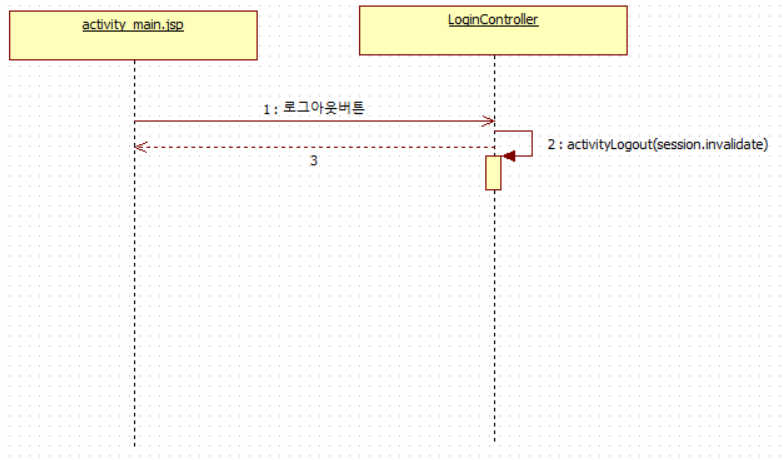 activity_main.jsp
LoginController
1 : 로그아웃버튼
2 : activityLogout(session.invalidate)
3